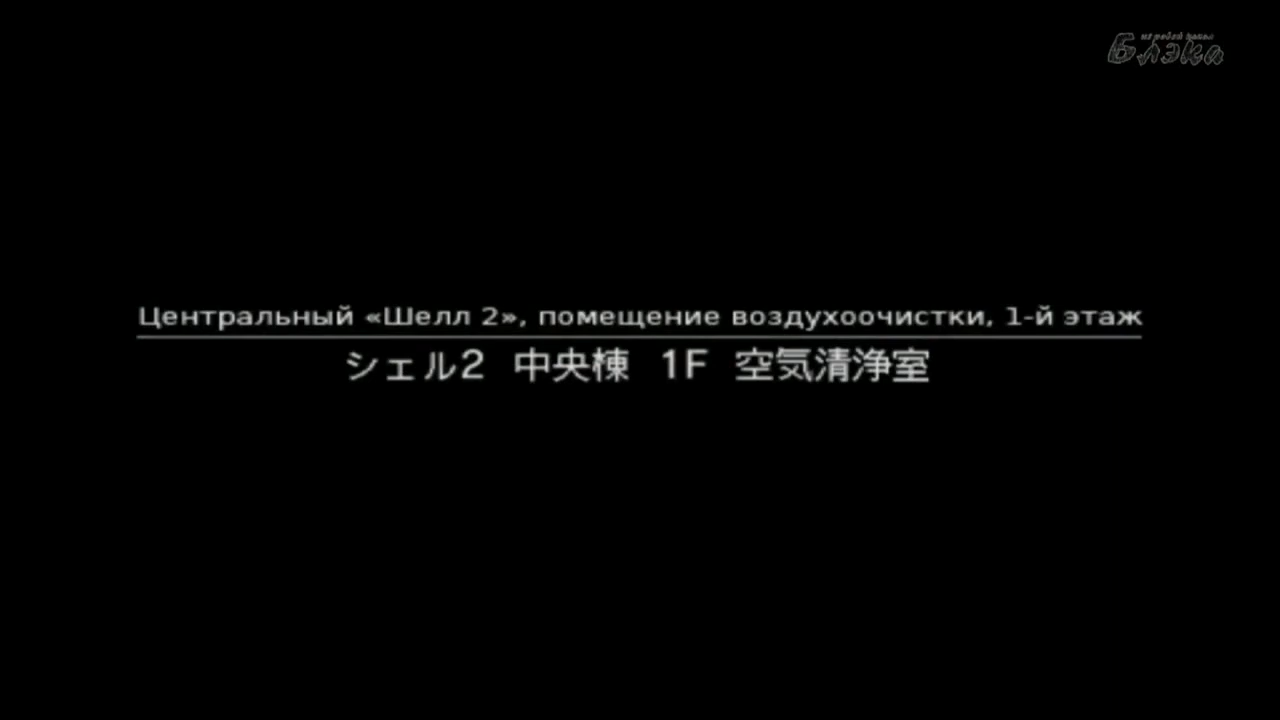 Блэка
Центральный «Шелл 2», помещение воздухоочистки, 1-й этаж
シェル2 中央棟 1F 空気清浄室